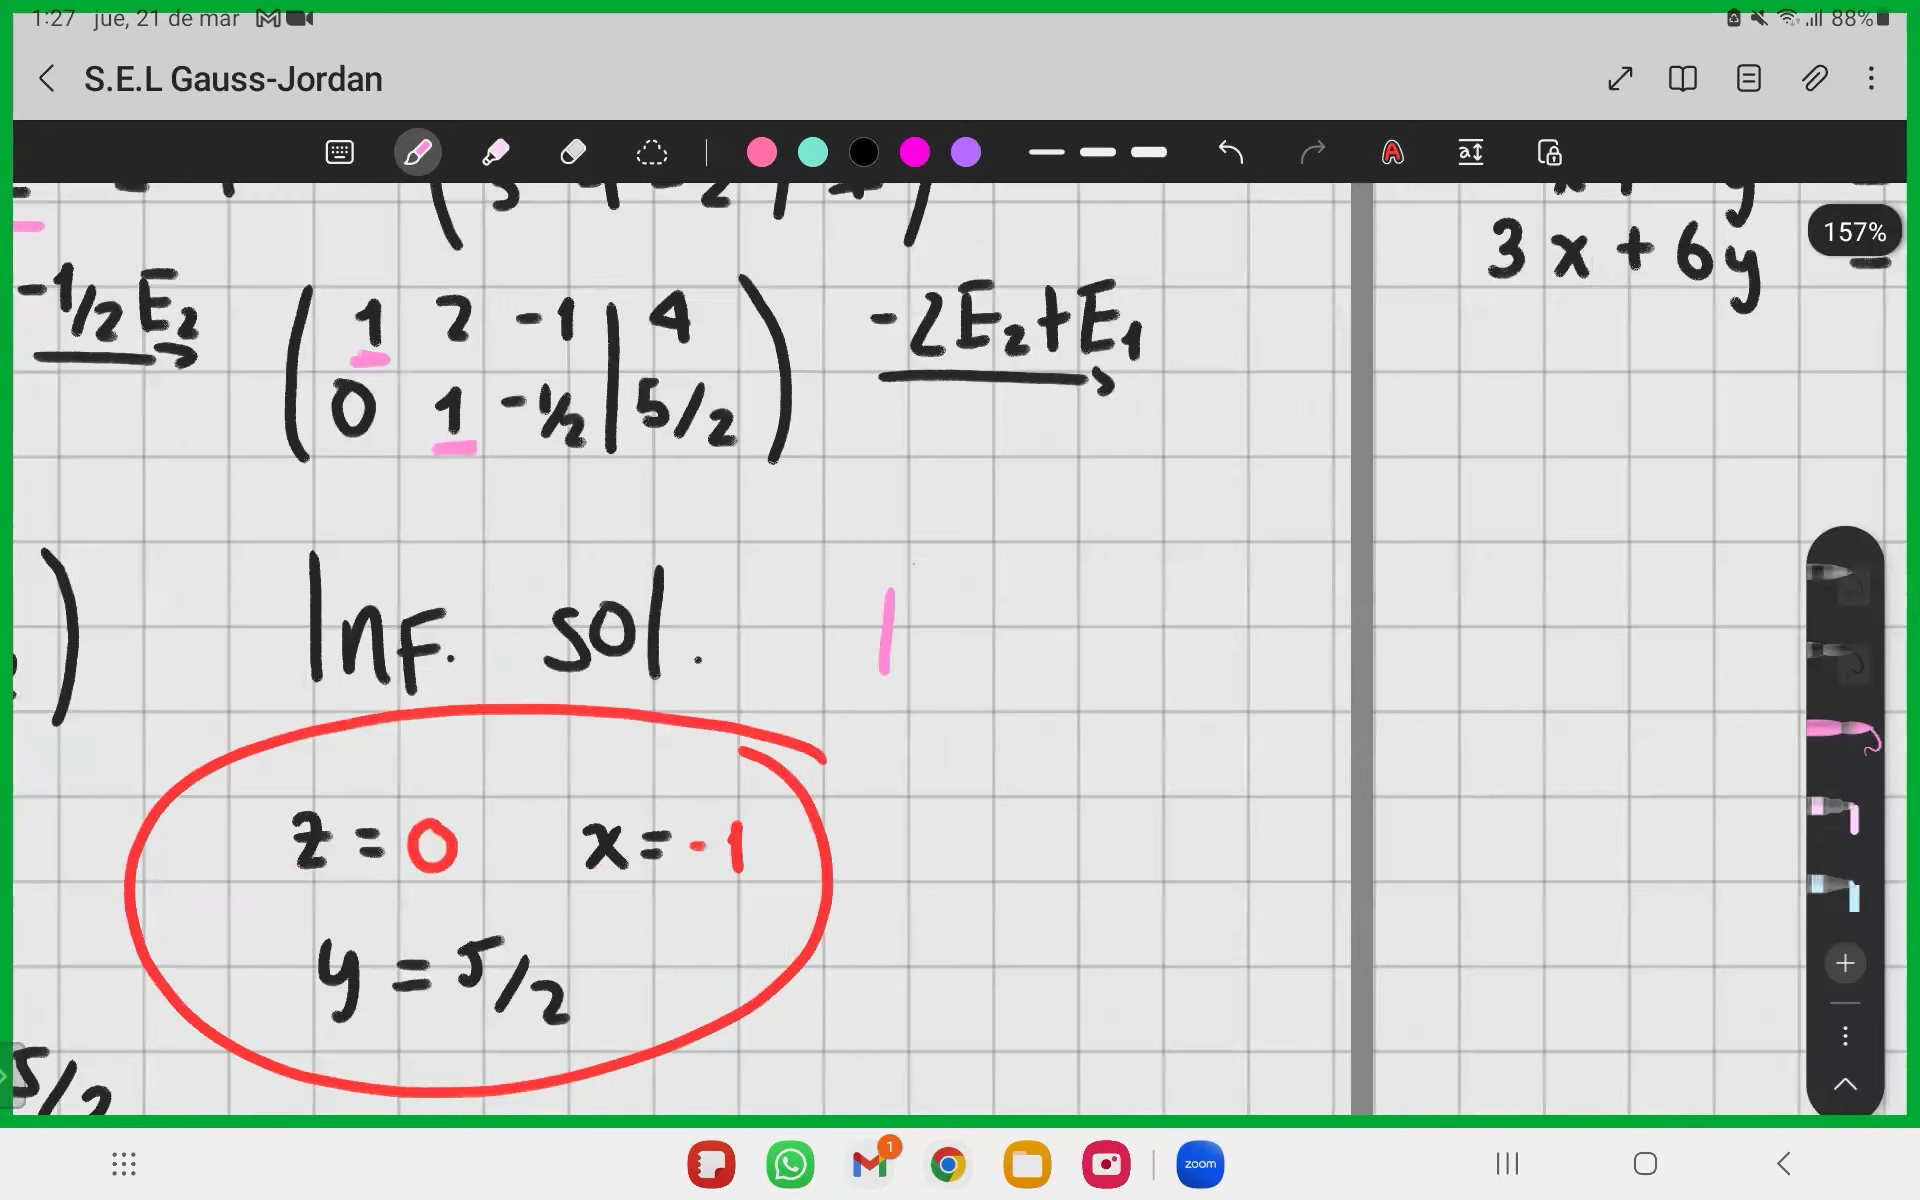 1:27 jue, 21 de mar 88%
S.E.L Gauss-Jordan
157%
3x + 6y =
-1/2 E2
1 2 -1 | 4
0 1 -1/2 | 5/2
-2E2+E1
Inf. sol.
z = 0 x = -1
y = 5/2
5/2
1
zoom